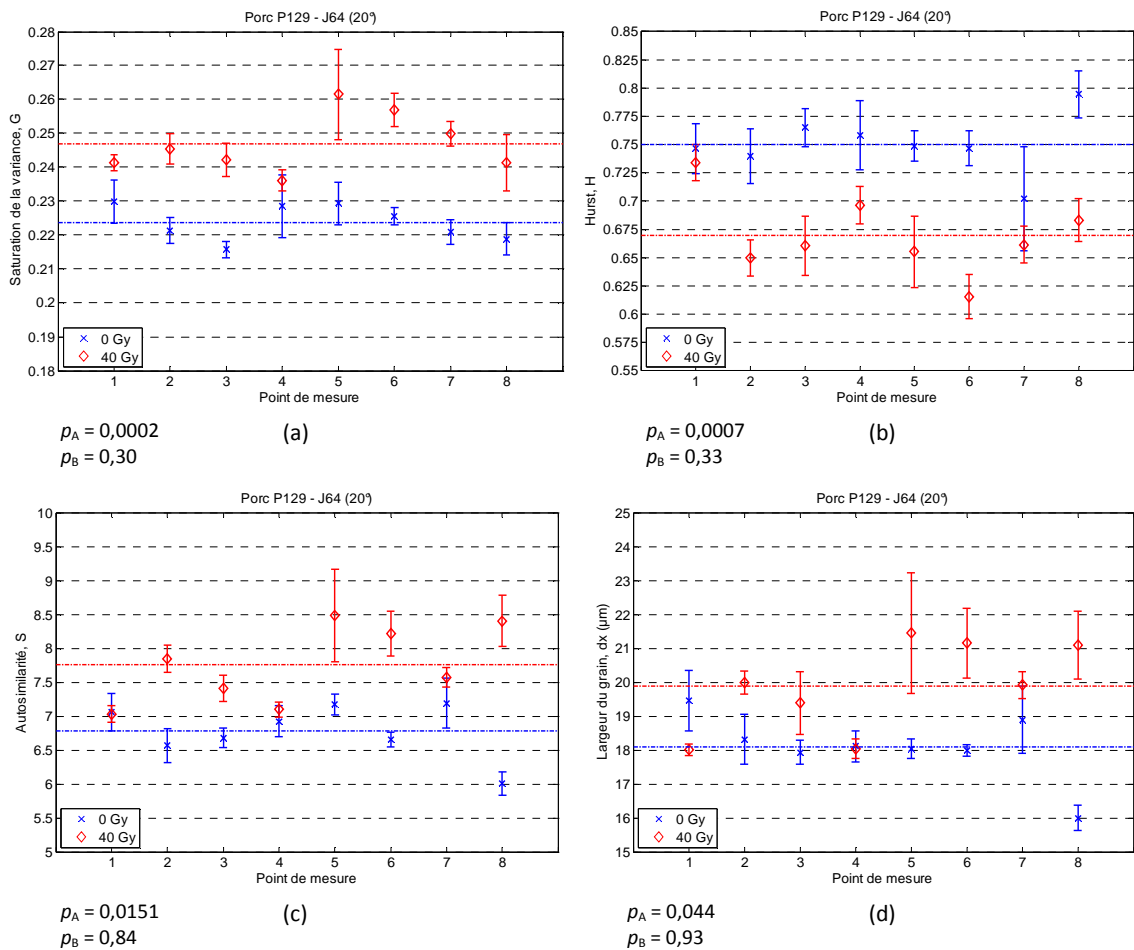 Porc P129 - J64 (20°)
Saturation de la variance, G
0.28
0.27
0.26
0.25
0.24
0.23
0.22
0.21
0.2
0.19
0.18
0 Gy
40 Gy
1 2 3 4 5 6 7 8
Point de mesure
pA = 0,0002
pB = 0,30
(a)
Porc P129 - J64 (20°)
Hurst, H
0.85
0.825
0.8
0.775
0.75
0.725
0.7
0.675
0.65
0.625
0.6
0.575
0.55
0 Gy
40 Gy
1 2 3 4 5 6 7 8
Point de mesure
pA = 0,0007
pB = 0,33
(b)
Porc P129 - J64 (20°)
Autosimilarité, S
10
9.5
9
8.5
8
7.5
7
6.5
6
5.5
5
0 Gy
40 Gy
1 2 3 4 5 6 7 8
Point de mesure
pA = 0,0151
pB = 0,84
(c)
Porc P129 - J64 (20°)
Largeur du grain, dx (µm)
25
24
23
22
21
20
19
18
17
16
15
0 Gy
40 Gy
1 2 3 4 5 6 7 8
Point de mesure
pA = 0,044
pB = 0,93
(d)